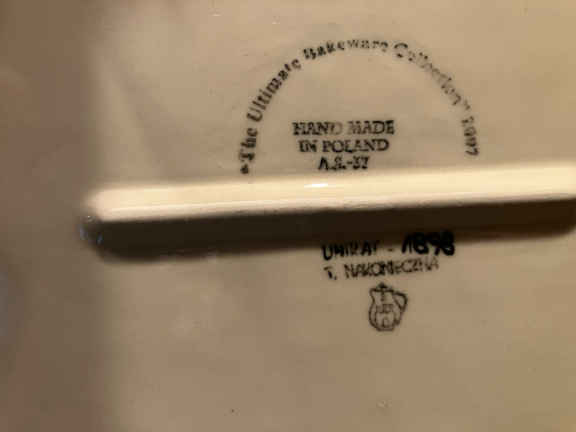 "The Ultimate Bakeware Collection" 1997
HAND MADE
IN POLAND
A.S.-37
UNIKAT - 1898
T. NAKONIECZNA